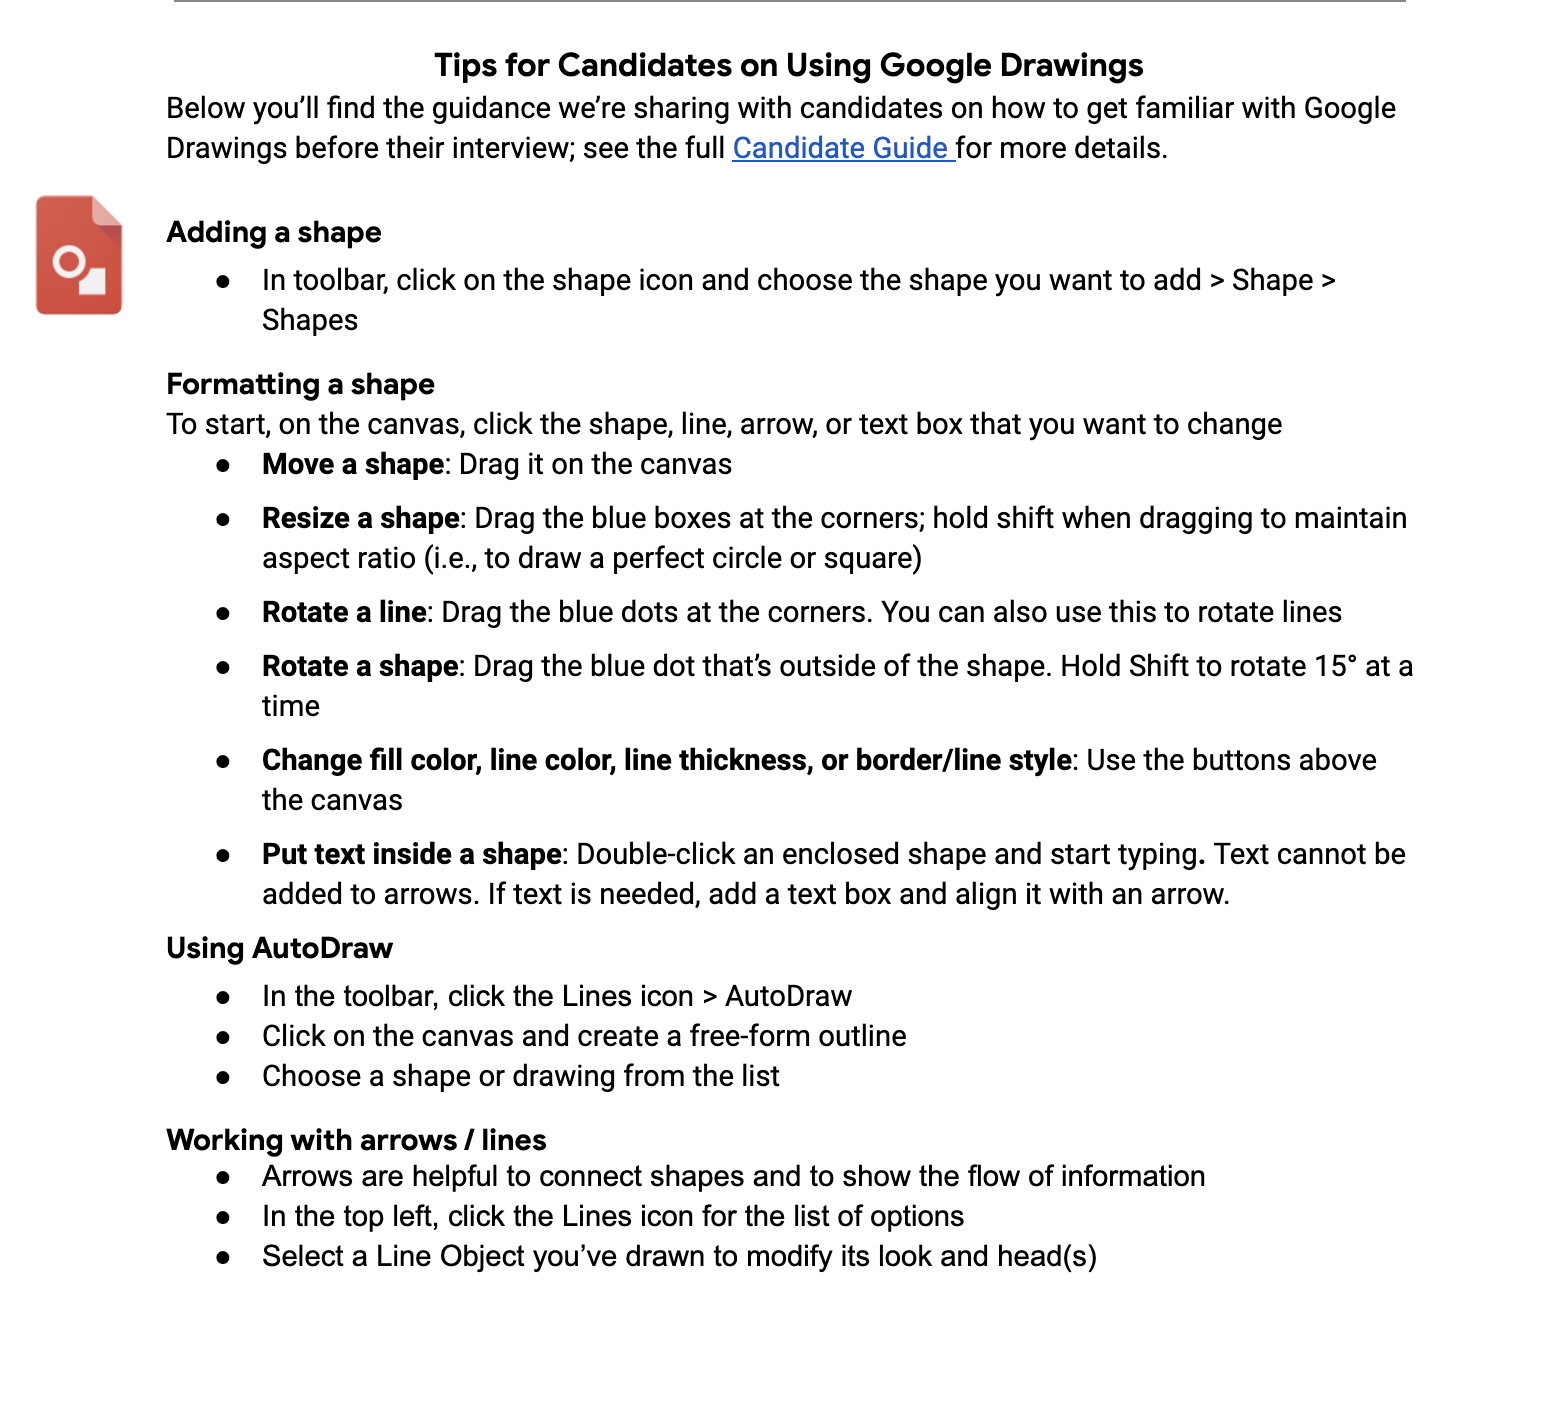 Tips for Candidates on Using Google Drawings
Below you’ll find the guidance we’re sharing with candidates on how to get familiar with Google
Drawings before their interview; see the full Candidate Guide for more details.
Adding a shape
● In toolbar, click on the shape icon and choose the shape you want to add > Shape >
Shapes
Formatting a shape
To start, on the canvas, click the shape, line, arrow, or text box that you want to change
● Move a shape: Drag it on the canvas
● Resize a shape: Drag the blue boxes at the corners; hold shift when dragging to maintain
aspect ratio (i.e., to draw a perfect circle or square)
● Rotate a line: Drag the blue dots at the corners. You can also use this to rotate lines
● Rotate a shape: Drag the blue dot that’s outside of the shape. Hold Shift to rotate 15° at a
time
● Change fill color, line color, line thickness, or border/line style: Use the buttons above
the canvas
● Put text inside a shape: Double-click an enclosed shape and start typing. Text cannot be
added to arrows. If text is needed, add a text box and align it with an arrow.
Using AutoDraw
● In the toolbar, click the Lines icon > AutoDraw
● Click on the canvas and create a free-form outline
● Choose a shape or drawing from the list
Working with arrows / lines
● Arrows are helpful to connect shapes and to show the flow of information
● In the top left, click the Lines icon for the list of options
● Select a Line Object you’ve drawn to modify its look and head(s)